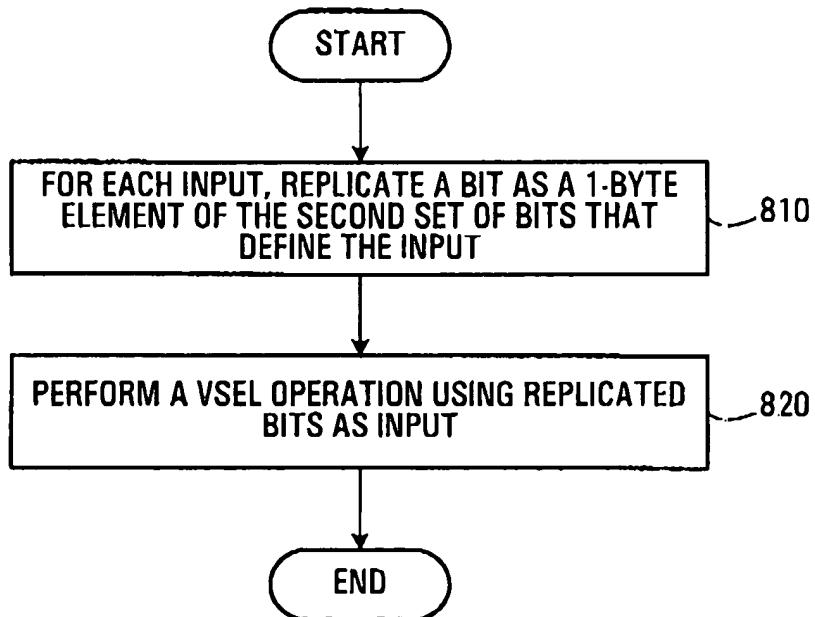 START
FOR EACH INPUT, REPLICATE A BIT AS A 1-BYTE
ELEMENT OF THE SECOND SET OF BITS THAT
DEFINE THE INPUT
810
PERFORM A VSEL OPERATION USING REPLICATED
BITS AS INPUT
820
END